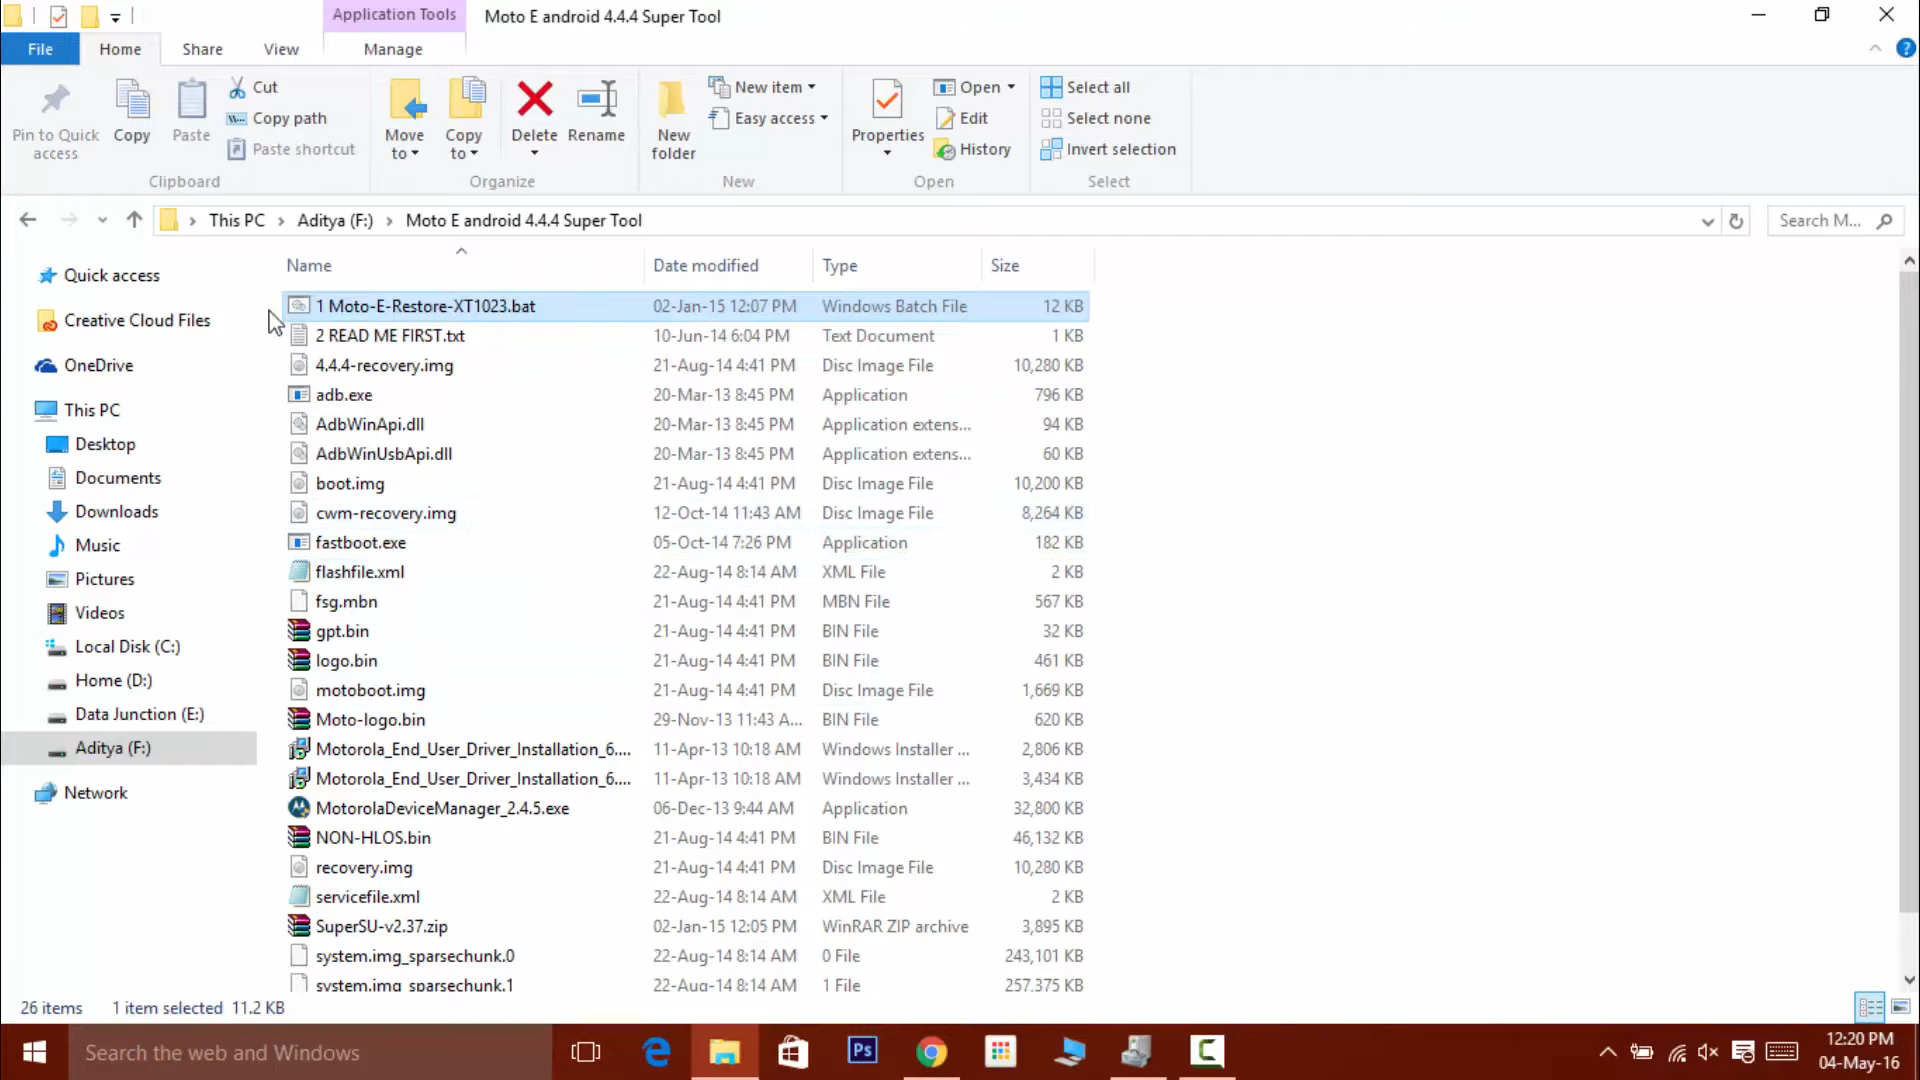 Application Tools
Moto E android 4.4.4 Super Tool
File
Home
Share
View
Manage
Pin to Quick access
Copy
Paste
Cut
Copy path
Paste shortcut
Clipboard
Move to
Copy to
Delete
Rename
Organize
New folder
New item
Easy access
New
Properties
Open
Edit
History
Open
Select all
Select none
Invert selection
Select
This PC > Aditya (F:) > Moto E android 4.4.4 Super Tool
Search M...
Quick access
Creative Cloud Files
OneDrive
This PC
Desktop
Documents
Downloads
Music
Pictures
Videos
Local Disk (C:)
Home (D:)
Data Junction (E:)
Aditya (F:)
Network
Name Date modified Type Size
1 Moto-E-Restore-XT1023.bat 02-Jan-15 12:07 PM Windows Batch File 12 KB
2 READ ME FIRST.txt 10-Jun-14 6:04 PM Text Document 1 KB
4.4.4-recovery.img 21-Aug-14 4:41 PM Disc Image File 10,280 KB
adb.exe 20-Mar-13 8:45 PM Application 796 KB
AdbWinApi.dll 20-Mar-13 8:45 PM Application extens... 94 KB
AdbWinUsbApi.dll 20-Mar-13 8:45 PM Application extens... 60 KB
boot.img 21-Aug-14 4:41 PM Disc Image File 10,200 KB
cwm-recovery.img 12-Oct-14 11:43 AM Disc Image File 8,264 KB
fastboot.exe 05-Oct-14 7:26 PM Application 182 KB
flashfile.xml 22-Aug-14 8:14 AM XML File 2 KB
fsg.mbn 21-Aug-14 4:41 PM MBN File 567 KB
gpt.bin 21-Aug-14 4:41 PM BIN File 32 KB
logo.bin 21-Aug-14 4:41 PM BIN File 461 KB
motoboot.img 21-Aug-14 4:41 PM Disc Image File 1,669 KB
Moto-logo.bin 29-Nov-13 11:43 A... BIN File 620 KB
Motorola_End_User_Driver_Installation_6.... 11-Apr-13 10:18 AM Windows Installer ... 2,806 KB
Motorola_End_User_Driver_Installation_6.... 11-Apr-13 10:18 AM Windows Installer ... 3,434 KB
MotorolaDeviceManager_2.4.5.exe 06-Dec-13 9:44 AM Application 32,800 KB
NON-HLOS.bin 21-Aug-14 4:41 PM BIN File 46,132 KB
recovery.img 21-Aug-14 4:41 PM Disc Image File 10,280 KB
servicefile.xml 22-Aug-14 8:14 AM XML File 2 KB
SuperSU-v2.37.zip 02-Jan-15 12:05 PM WinRAR ZIP archive 3,895 KB
system.img_sparsechunk.0 22-Aug-14 8:14 AM 0 File 243,101 KB
system.img_sparsechunk.1 22-Aug-14 8:14 AM 1 File 257,375 KB
26 items 1 item selected 11.2 KB
Search the web and Windows
Ps
12:20 PM
04-May-16